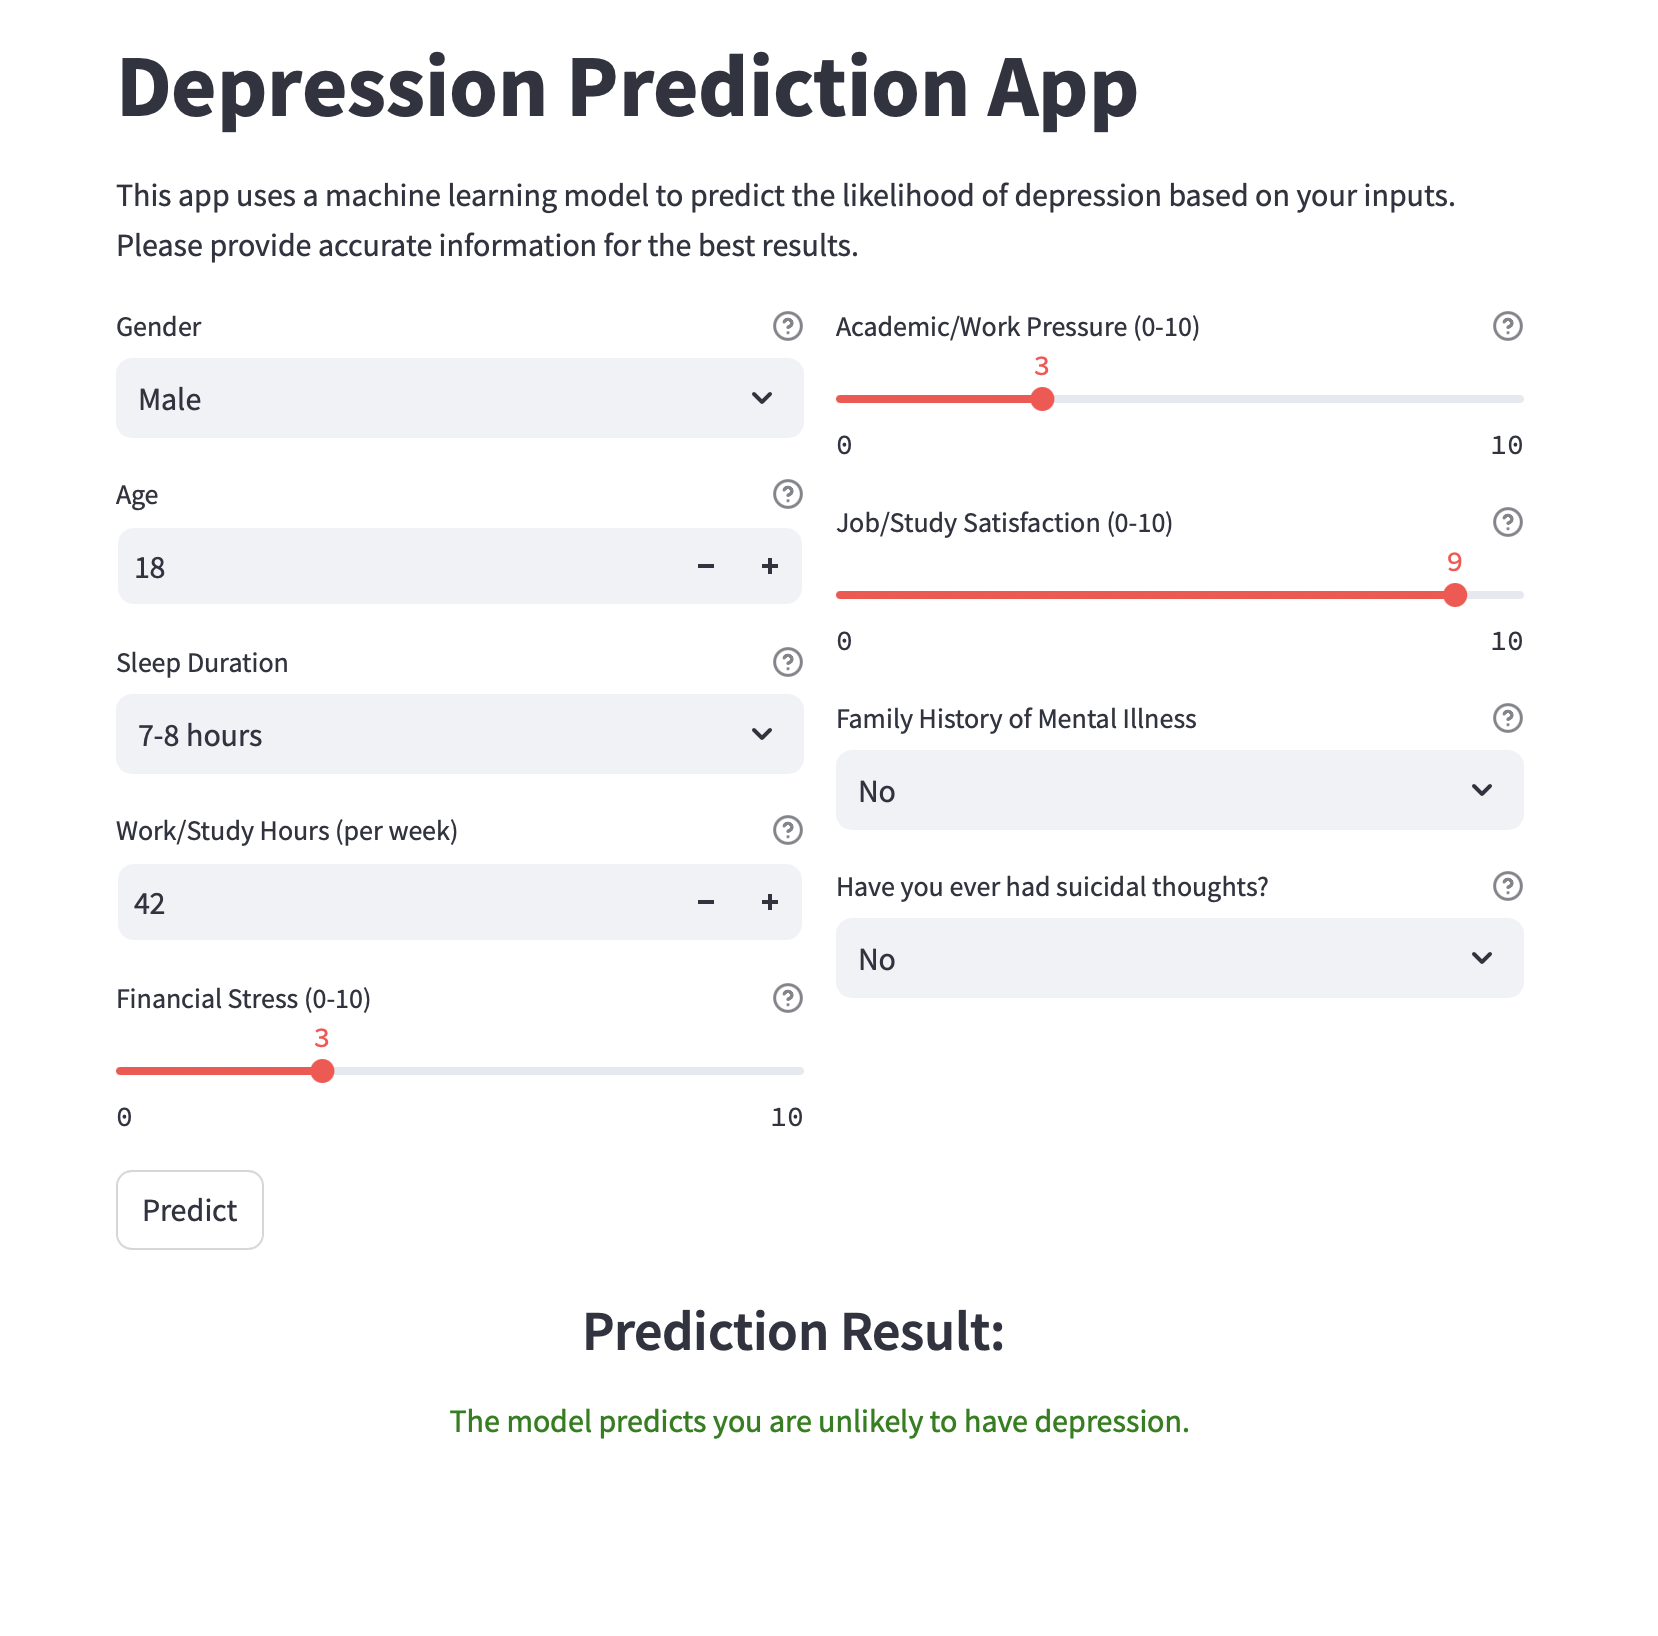 Depression Prediction App
This app uses a machine learning model to predict the likelihood of depression based on your inputs.
Please provide accurate information for the best results.
Gender
Male
Age
18
Sleep Duration
7-8 hours
Work/Study Hours (per week)
42
Financial Stress (0-10)
3
0 10
Academic/Work Pressure (0-10)
3
0 10
Job/Study Satisfaction (0-10)
9
0 10
Family History of Mental Illness
No
Have you ever had suicidal thoughts?
No
Predict
Prediction Result:
The model predicts you are unlikely to have depression.